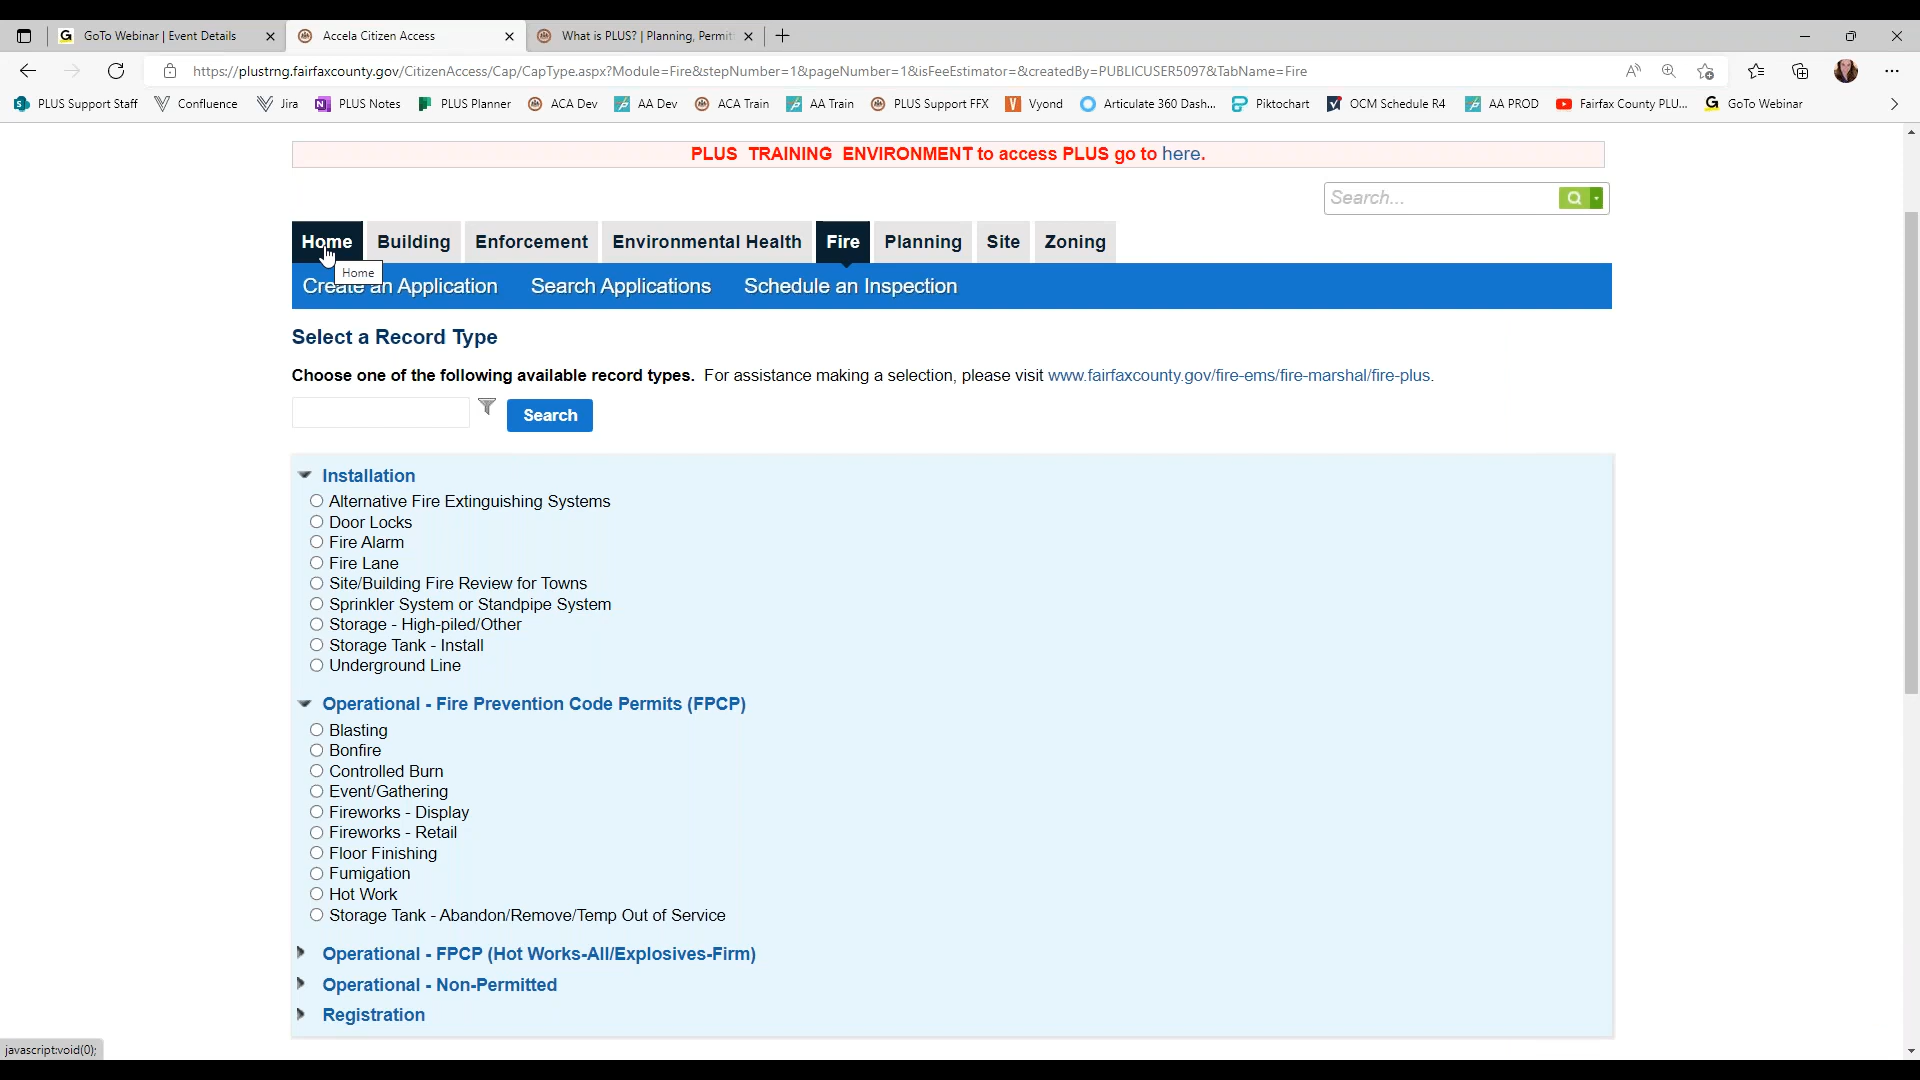 GoTo Webinar | Event Details
Accela Citizen Access
What is PLUS? | Planning, Permit
https://plustrng.fairfaxcounty.gov/CitizenAccess/Cap/CapType.aspx?Module=Fire&stepNumber=1&pageNumber=1&isFeeEstimator=&createdBy=PUBLICUSER5097&TabName=Fire
PLUS Support Staff Confluence Jira PLUS Notes PLUS Planner ACA Dev AA Dev ACA Train AA Train PLUS Support FFX Vyond Articulate 360 Dash... Piktochart OCM Schedule R4 AA PROD Fairfax County PLU... GoTo Webinar
PLUS TRAINING ENVIRONMENT to access PLUS go to here.
Search...
Home Building Enforcement Environmental Health Fire Planning Site Zoning
Home
Create an Application Search Applications Schedule an Inspection
Select a Record Type
Choose one of the following available record types. For assistance making a selection, please visit www.fairfaxcounty.gov/fire-ems/fire-marshal/fire-plus.
Search
Installation
Alternative Fire Extinguishing Systems
Door Locks
Fire Alarm
Fire Lane
Site/Building Fire Review for Towns
Sprinkler System or Standpipe System
Storage - High-piled/Other
Storage Tank - Install
Underground Line
Operational - Fire Prevention Code Permits (FPCP)
Blasting
Bonfire
Controlled Burn
Event/Gathering
Fireworks - Display
Fireworks - Retail
Floor Finishing
Fumigation
Hot Work
Storage Tank - Abandon/Remove/Temp Out of Service
Operational - FPCP (Hot Works-All/Explosives-Firm)
Operational - Non-Permitted
Registration
javascript:void(0);